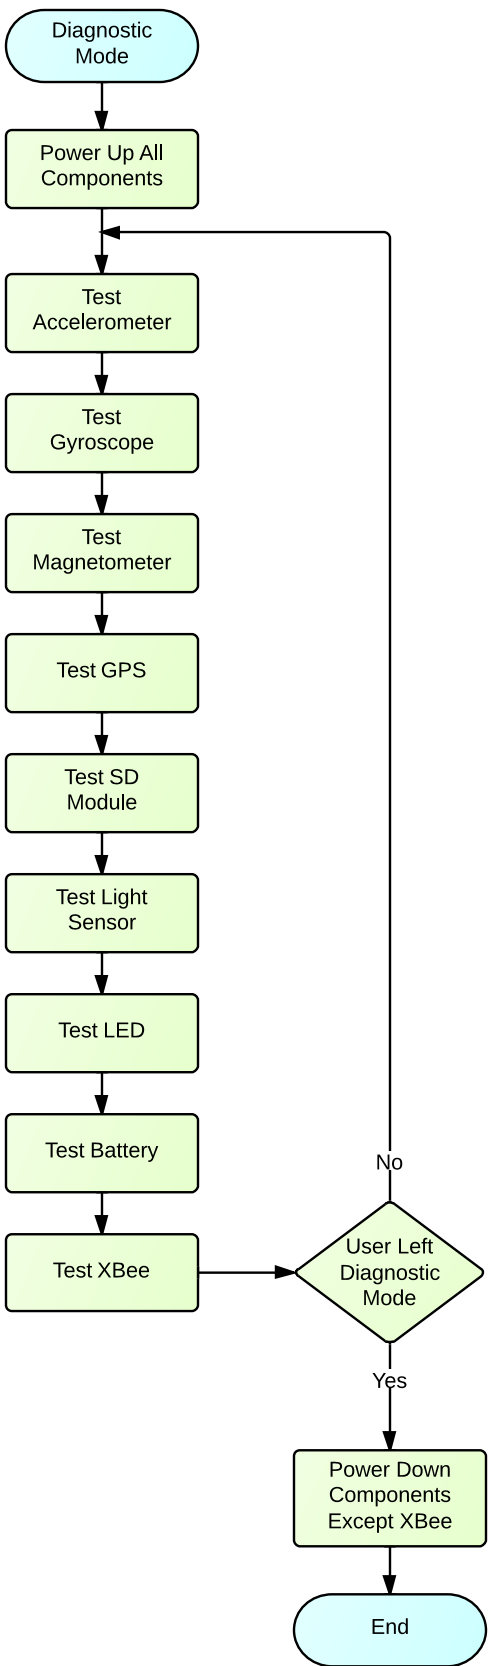 Diagnostic
Mode
Power Up All
Components
Test
Accelerometer
Test
Gyroscope
Test
Magnetometer
Test GPS
Test SD
Module
Test Light
Sensor
Test LED
Test Battery
Test XBee
No
User Left
Diagnostic
Mode
Yes
Power Down
Components
Except XBee
End